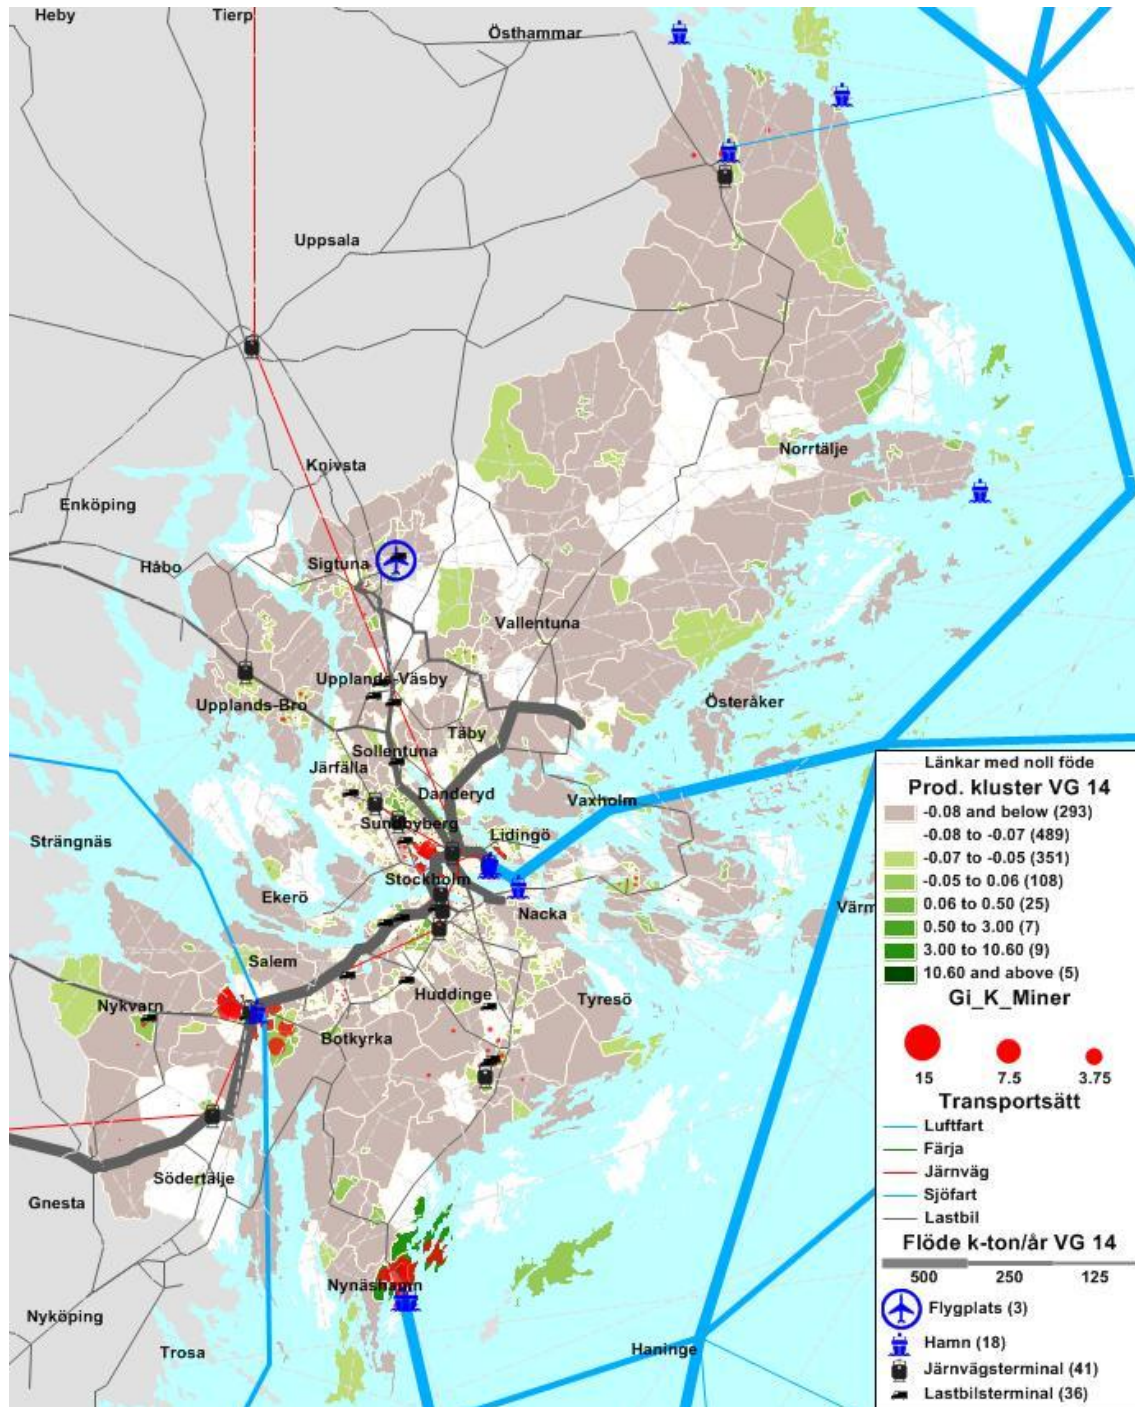 Heby
Tierp
Östhammar
Uppsala
Norrtälje
Knivsta
Enköping
Håbo
Sigtuna
Vallentuna
Upplands-Väsby
Upplands-Bro
Österåker
Täby
Sollentuna
Järfälla
Danderyd
Vaxholm
Sundbyberg
Lidingö
Strängnäs
Stockholm
Ekerö
Nacka
Värm
Salem
Huddinge
Tyresö
Nykvarn
Botkyrka
Södertälje
Gnesta
Nynäshamn
Nyköping
Trosa
Haninge
Länkar med noll föde
Prod. kluster VG 14
-0.08 and below (293)
-0.08 to -0.07 (489)
-0.07 to -0.05 (351)
-0.05 to 0.06 (108)
0.06 to 0.50 (25)
0.50 to 3.00 (7)
3.00 to 10.60 (9)
10.60 and above (5)
Gi_K_Miner
15 7.5 3.75
Transportsätt
Luftfart
Färja
Järnväg
Sjöfart
Lastbil
Flöde k-ton/år VG 14
500 250 125
Flygplats (3)
Hamn (18)
Järnvägsterminal (41)
Lastbilsterminal (36)